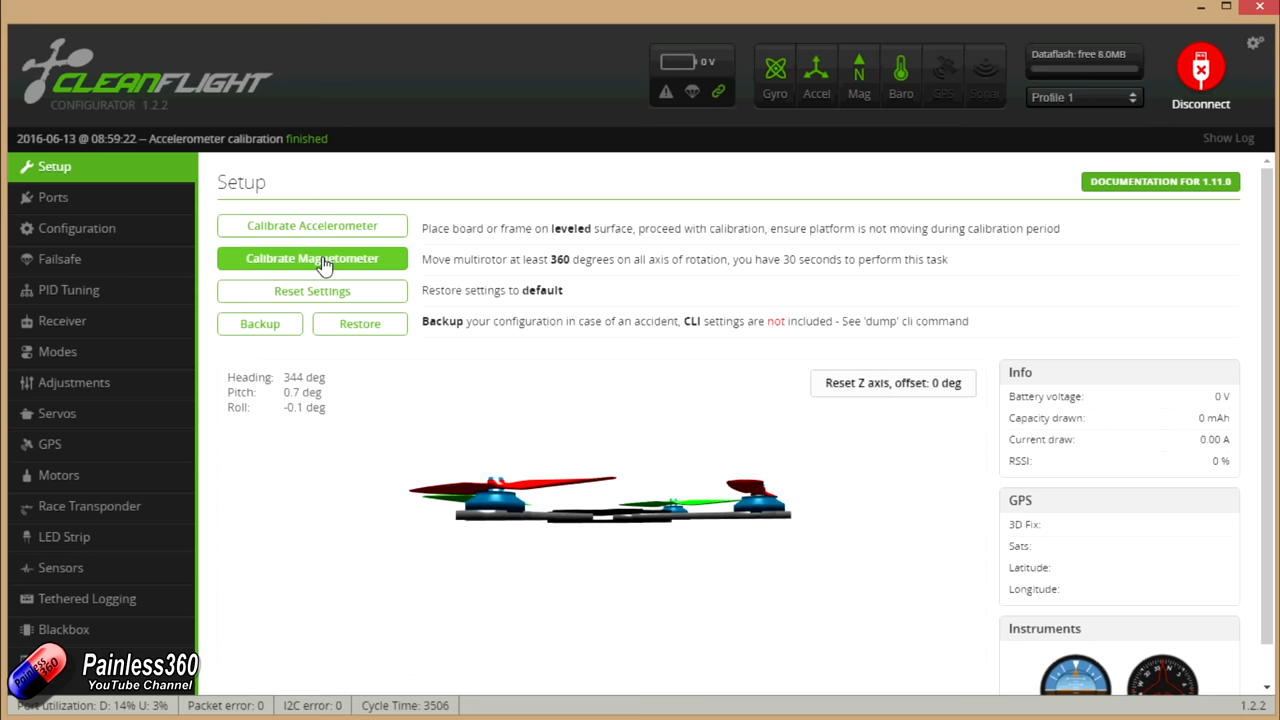 CLEANFLIGHT
CONFIGURATOR 1.2.2
0 V
Gyro
Accel
Mag
Baro
GPS
Sonar
Dataflash: free 8.0MB
Profile 1
Disconnect
2016-06-13 @ 08:59:22 -- Accelerometer calibration finished
Show Log
Setup
Ports
Configuration
Failsafe
PID Tuning
Receiver
Modes
Adjustments
Servos
GPS
Motors
Race Transponder
LED Strip
Sensors
Tethered Logging
Blackbox
Setup
DOCUMENTATION FOR 1.11.0
Calibrate Accelerometer
Place board or frame on leveled surface, proceed with calibration, ensure platform is not moving during calibration period
Calibrate Magnetometer
Move multirotor at least 360 degrees on all axis of rotation, you have 30 seconds to perform this task
Reset Settings
Restore settings to default
Backup
Restore
Backup your configuration in case of an accident, CLI settings are not included - See 'dump' cli command
Heading: 344 deg
Pitch: 0.7 deg
Roll: -0.1 deg
Reset Z axis, offset: 0 deg
Info
Battery voltage: 0 V
Capacity drawn: 0 mAh
Current draw: 0.00 A
RSSI: 0 %
GPS
3D Fix:
Sats:
Latitude:
Longitude:
Instruments
Painless360
YouTube Channel
Port utilization: D: 14% U: 3%
Packet error: 0
I2C error: 0
Cycle Time: 3506
1.2.2